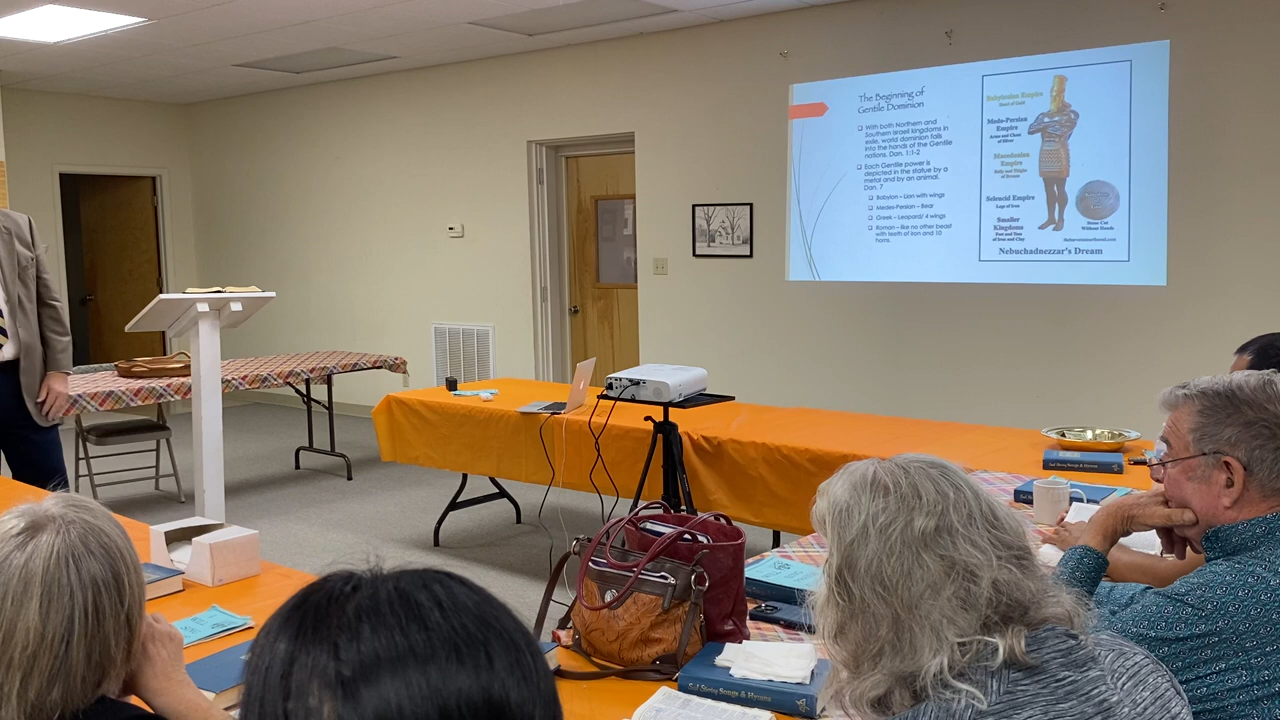 The Beginning of
Gentile Dominion
With both Northern and
Southern Israeli kingdoms in
exile, world dominion falls
into the hands of the Gentile
nations. Dan. 1:1-2
Each Gentile power is
depicted in the statue by a
metal and by an animal.
Dan. 7
Babylon – Lion with wings
Medes-Persian – Bear
Greek – Leopard/ 4 wings
Roman – like no other beast
with teeth of iron and 10
horns.
Babylonian Empire
Head of Gold
Medo-Persian
Empire
Arms and Chest
of Silver
Macedonian
Empire
Belly and Thighs
of Bronze
Seleucid Empire
Legs of Iron
Smaller
Kingdoms
Feet and Toes
of Iron and Clay
Stone Cut
Without Hands
Nebuchadnezzar's Dream
Songs & Hymns
Soul Stirring Songs & Hymns